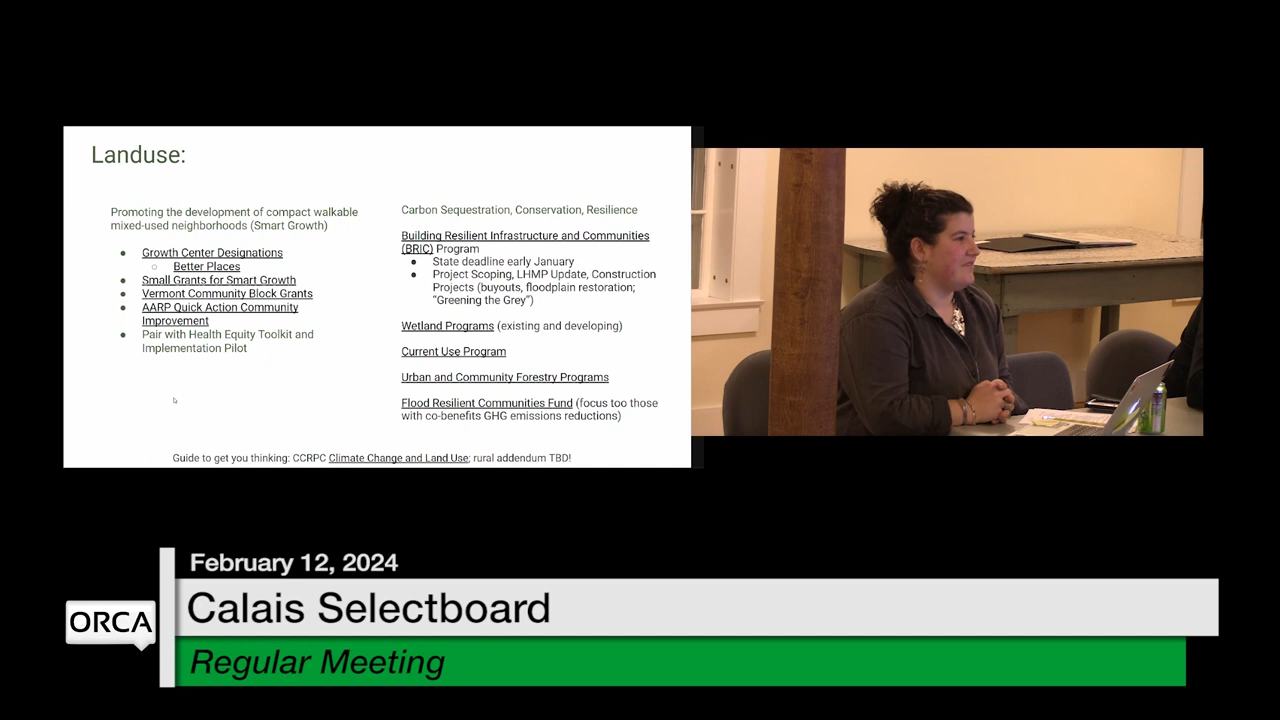 Landuse:
Promoting the development of compact walkable
mixed-used neighborhoods (Smart Growth)
Growth Center Designations
Better Places
Small Grants for Smart Growth
Vermont Community Block Grants
AARP Quick Action Community
Improvement
Pair with Health Equity Toolkit and
Implementation Pilot
Carbon Sequestration, Conservation, Resilience
Building Resilient Infrastructure and Communities
(BRIC) Program
State deadline early January
Project Scoping, LHMP Update, Construction
Projects (buyouts, floodplain restoration;
"Greening the Grey")
Wetland Programs (existing and developing)
Current Use Program
Urban and Community Forestry Programs
Flood Resilient Communities Fund (focus too those
with co-benefits GHG emissions reductions)
Guide to get you thinking: CCRPC Climate Change and Land Use; rural addendum TBD!
February 12, 2024
ORCA
Calais Selectboard
Regular Meeting